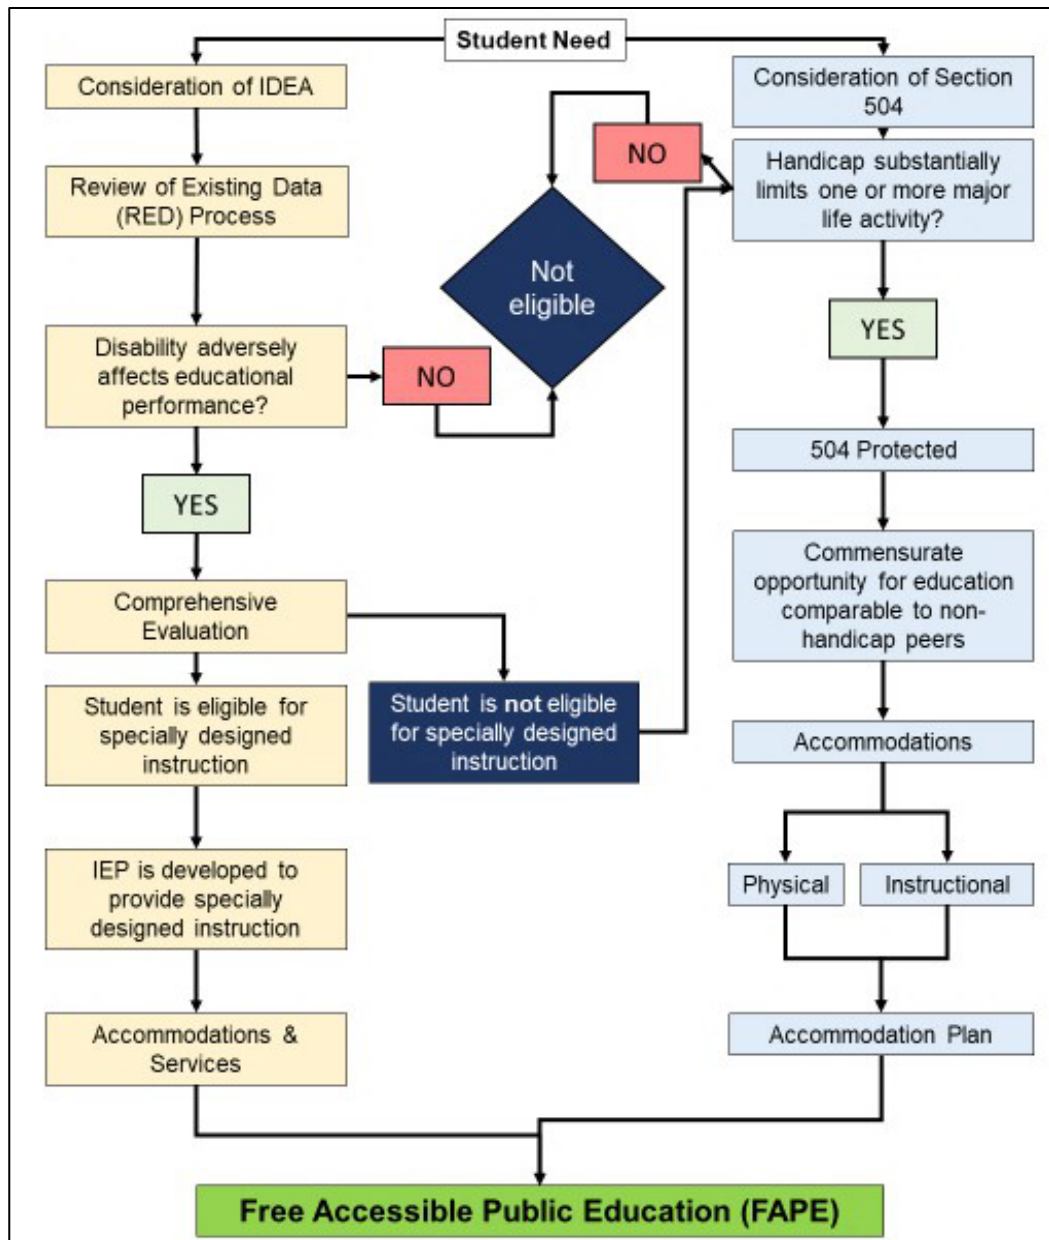 Student Need
Consideration of IDEA
Review of Existing Data
(RED) Process
Disability adversely
affects educational
performance?
NO
YES
Comprehensive
Evaluation
Student is eligible for
specially designed
instruction
IEP is developed to
provide specially
designed instruction
Accommodations &
Services
Not
eligible
Student is not eligible
for specially designed
instruction
Consideration of Section
504
NO
Handicap substantially
limits one or more major
life activity?
YES
504 Protected
Commensurate
opportunity for education
comparable to non-
handicap peers
Accommodations
Physical
Instructional
Accommodation Plan
Free Accessible Public Education (FAPE)